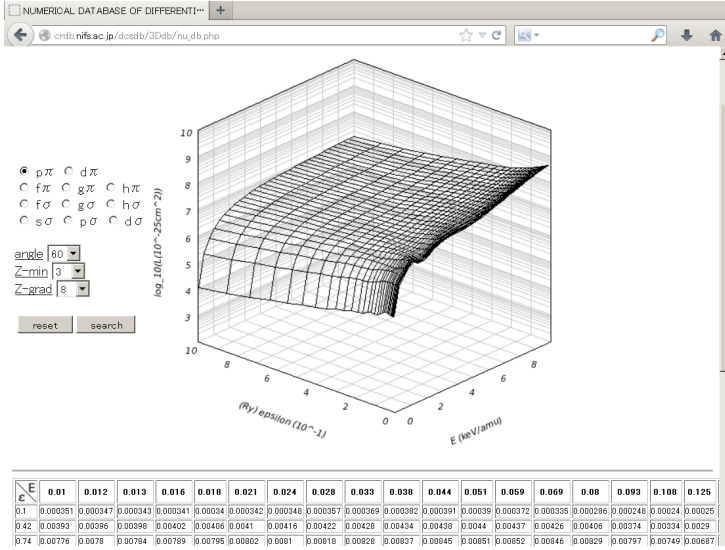 NUMERICAL DATABASE OF DIFFERENTI...
crdb.nifs.ac.jp/dcsdb/3Ddb/nu_db.php
pπ dπ
fπ gπ hπ
fσ gσ hσ
sσ pσ dσ
angle 60
Z-min 3
Z-grad 8
reset search
log_10(L(10^-25cm^2))
10
9
8
7
6
5
4
3
10 8 6 4 2 0
(Ry) epsilon (10^-1)
0 2 4 6 8
E (keV/amu)
E ε 0.01 0.012 0.013 0.016 0.018 0.021 0.024 0.028 0.033 0.038 0.044 0.051 0.059 0.069 0.08 0.093 0.108 0.125
0.1 0.000351 0.000347 0.000343 0.000341 0.00034 0.000342 0.000348 0.000357 0.000369 0.000382 0.000391 0.00039 0.000372 0.000335 0.000286 0.000248 0.00024 0.00025
0.42 0.00393 0.00396 0.00398 0.00402 0.00406 0.0041 0.00416 0.00422 0.00428 0.00434 0.00438 0.0044 0.00437 0.00426 0.00406 0.00374 0.00334 0.0029
0.74 0.00776 0.0078 0.00784 0.00789 0.00795 0.00802 0.0081 0.00818 0.00828 0.00837 0.00845 0.00851 0.00852 0.00846 0.00829 0.00797 0.00749 0.00687